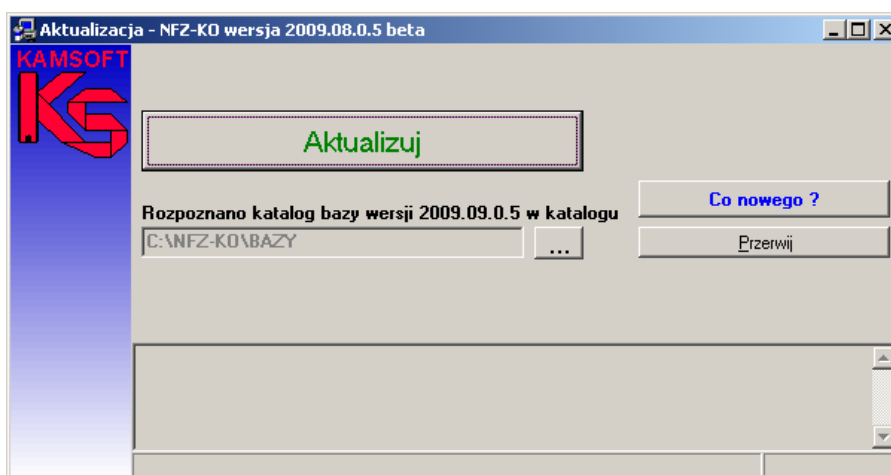 Aktualizacja - NFZ-KO wersja 2009.08.0.5 beta
KAMSOFT
KS
Aktualizuj
Co nowego ?
Rozpoznano katalog bazy wersji 2009.09.0.5 w katalogu
C:\NFZ-KO\BAZY
...
Przerwij